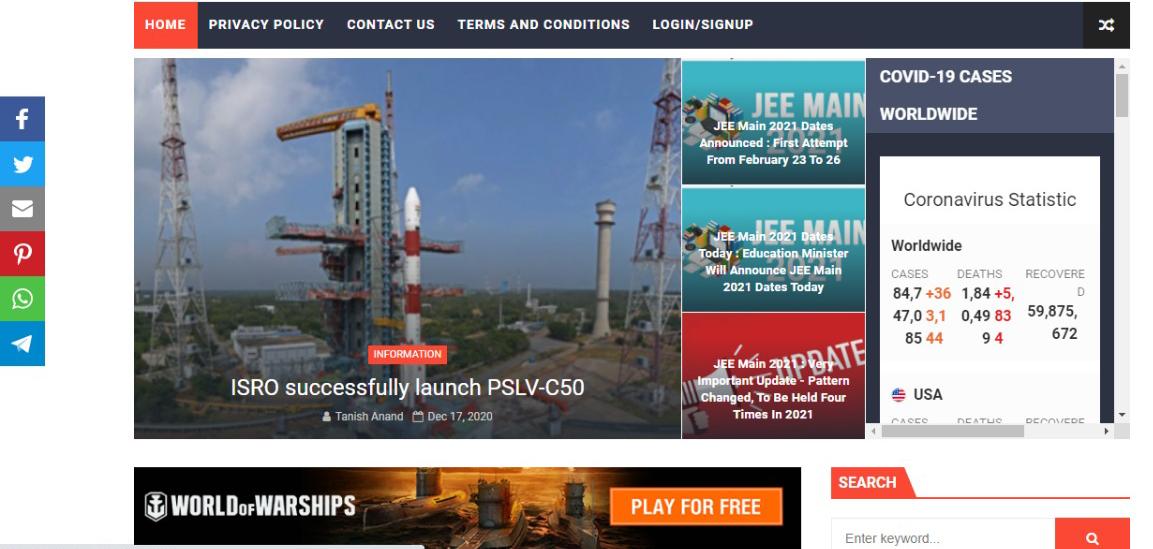 HOME PRIVACY POLICY CONTACT US TERMS AND CONDITIONS LOGIN/SIGNUP
INFORMATION
ISRO successfully launch PSLV-C50
Tanish Anand Dec 17, 2020
JEE MAIN
2021
JEE Main 2021 Dates
Announced : First Attempt
From February 23 To 26
JEE MAIN
2021
JEE Main 2021 Dates
Today : Education Minister
Will Announce JEE Main
2021 Dates Today
UPDATE
JEE Main 2021 : Very
Important Update - Pattern
Changed, To Be Held Four
Times In 2021
COVID-19 CASES
WORLDWIDE
Coronavirus Statistic
Worldwide
CASES DEATHS RECOVERE
D
84,7 +36 1,84 +5,
47,0 3,1 0,49 83 59,875,
85 44 9 4 672
USA
CASES DEATHS RECOVERE
WORLD OF WARSHIPS PLAY FOR FREE
SEARCH
Enter keyword...